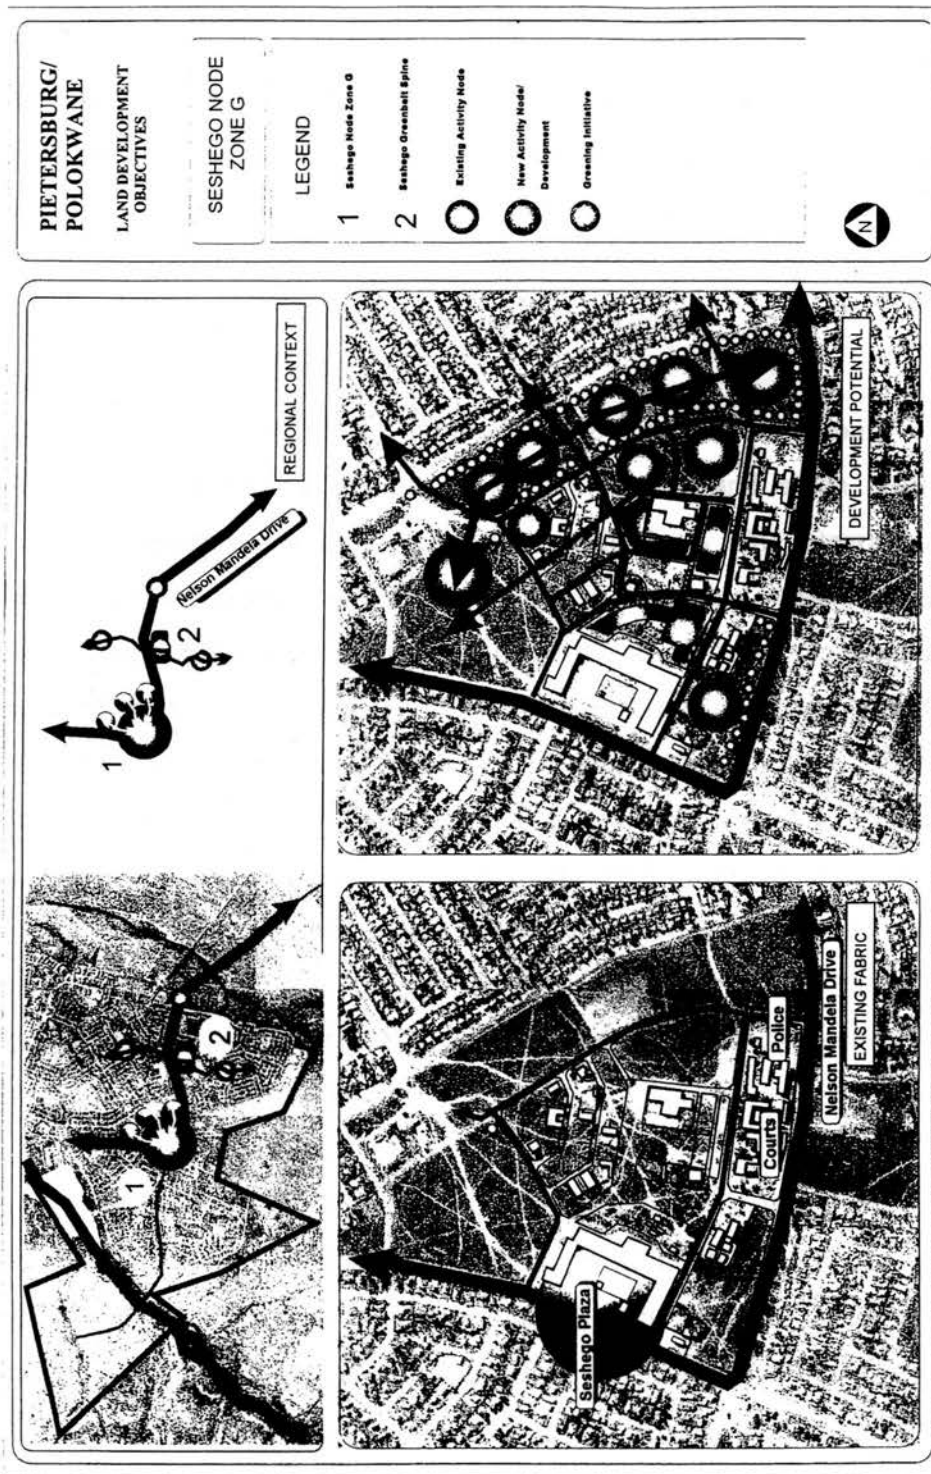 PIETERSBURG/
POLOKWANE
LAND DEVELOPMENT
OBJECTIVES
SESHEGO NODE
ZONE G
LEGEND
1 Seshego Node Zone G
2 Seshego Greenbelt Spine
Existing Activity Node
New Activity Node/
Development
Greening Initiative
N
1
2
1
2
Nelson Mandela Drive
REGIONAL CONTEXT
Seshego Plaza
Courts
Police
Nelson Mandela Drive
EXISTING FABRIC
DEVELOPMENT POTENTIAL